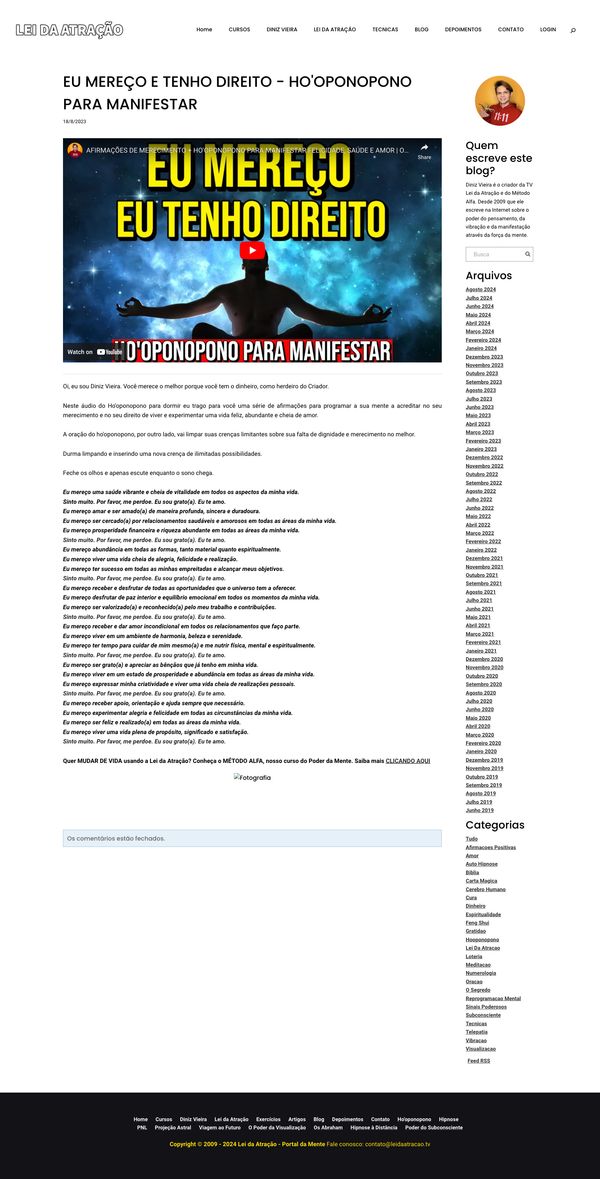 LEI DA ATRAÇÃO
Home CURSOS DINIZ VIEIRA LEI DA ATRAÇÃO TECNICAS BLOG DEPOIMENTOS CONTATO LOGIN
EU MEREÇO E TENHO DIREITO - HO'OPONOPONO
PARA MANIFESTAR
18/8/2023
AFIRMAÇÕES DE MERECIMENTO + HO'OPONOPONO PARA MANIFESTAR FELICIDADE, SAÚDE E AMOR | O...
Share
EU MEREÇO
EU TENHO DIREITO
Watch on YouTube
HO'OPONOPONO PARA MANIFESTAR
Oi, eu sou Diniz Vieira. Você merece o melhor porque você tem o dinheiro, como herdeiro do Criador.
Neste áudio do Ho'oponopono para dormir eu trago para você uma série de afirmações para programar a sua mente a acreditar no seu
merecimento e no seu direito de viver e experimentar uma vida feliz, abundante e cheia de amor.
A oração do ho'oponopono, por outro lado, vai limpar suas crenças limitantes sobre sua falta de dignidade e merecimento no melhor.
Durma limpando e inserindo uma nova crença de ilimitadas possibilidades.
Feche os olhos e apenas escute enquanto o sono chega.
Eu mereço uma saúde vibrante e cheia de vitalidade em todos os aspectos da minha vida.
Sinto muito. Por favor, me perdoe. Eu sou grato(a). Eu te amo.
Eu mereço amar e ser amado(a) de maneira profunda, sincera e duradoura.
Eu mereço ser cercado(a) por relacionamentos saudáveis e amorosos em todas as áreas da minha vida.
Eu mereço prosperidade financeira e riqueza abundante em todas as áreas da minha vida.
Sinto muito. Por favor, me perdoe. Eu sou grato(a). Eu te amo.
Eu mereço abundância em todas as formas, tanto material quanto espiritualmente.
Eu mereço viver uma vida cheia de alegria, felicidade e realização.
Eu mereço ter sucesso em todas as minhas empreitadas e alcançar meus objetivos.
Sinto muito. Por favor, me perdoe. Eu sou grato(a). Eu te amo.
Eu mereço receber e desfrutar de todas as oportunidades que o universo tem a oferecer.
Eu mereço desfrutar de paz interior e equilíbrio emocional em todos os momentos da minha vida.
Eu mereço ser valorizado(a) e reconhecido(a) pelo meu trabalho e contribuições.
Sinto muito. Por favor, me perdoe. Eu sou grato(a). Eu te amo.
Eu mereço receber e dar amor incondicional em todos os relacionamentos que faço parte.
Eu mereço viver em um ambiente de harmonia, beleza e serenidade.
Eu mereço ter tempo para cuidar de mim mesmo(a) e me nutrir física, mental e espiritualmente.
Sinto muito. Por favor, me perdoe. Eu sou grato(a). Eu te amo.
Eu mereço ser grato(a) e apreciar as bênçãos que já tenho em minha vida.
Eu mereço viver em um estado de prosperidade e abundância em todas as áreas da minha vida.
Eu mereço expressar minha criatividade e viver uma vida cheia de realizações pessoais.
Sinto muito. Por favor, me perdoe. Eu sou grato(a). Eu te amo.
Eu mereço receber apoio, orientação e ajuda sempre que necessário.
Eu mereço experimentar alegria e felicidade em todas as circunstâncias da minha vida.
Eu mereço ser feliz e realizado(a) em todas as áreas da minha vida.
Eu mereço viver uma vida plena de propósito, significado e satisfação.
Sinto muito. Por favor, me perdoe. Eu sou grato(a). Eu te amo.
Quer MUDAR DE VIDA usando a Lei da Atração? Conheça o MÉTODO ALFA, nosso curso do Poder da Mente. Saiba mais CLICANDO AQUI
Fotografia
Os comentários estão fechados.
11:11
Quem
escreve este
blog?
Diniz Vieira é o criador da TV
Lei da Atração e do Método
Alfa. Desde 2009 que ele
escreve na Internet sobre o
poder do pensamento, da
vibração e da manifestação
através da força da mente.
Busca
Arquivos
Agosto 2024
Julho 2024
Junho 2024
Maio 2024
Abril 2024
Março 2024
Fevereiro 2024
Janeiro 2024
Dezembro 2023
Novembro 2023
Outubro 2023
Setembro 2023
Agosto 2023
Julho 2023
Junho 2023
Maio 2023
Abril 2023
Março 2023
Fevereiro 2023
Janeiro 2023
Dezembro 2022
Novembro 2022
Outubro 2022
Setembro 2022
Agosto 2022
Julho 2022
Junho 2022
Maio 2022
Abril 2022
Março 2022
Fevereiro 2022
Janeiro 2022
Dezembro 2021
Novembro 2021
Outubro 2021
Setembro 2021
Agosto 2021
Julho 2021
Junho 2021
Maio 2021
Abril 2021
Março 2021
Fevereiro 2021
Janeiro 2021
Dezembro 2020
Novembro 2020
Outubro 2020
Setembro 2020
Agosto 2020
Julho 2020
Junho 2020
Maio 2020
Abril 2020
Março 2020
Fevereiro 2020
Janeiro 2020
Dezembro 2019
Novembro 2019
Outubro 2019
Setembro 2019
Agosto 2019
Julho 2019
Junho 2019
Categorias
Tudo
Afirmacoes Positivas
Amor
Auto Hipnose
Biblia
Carta Magica
Cerebro Humano
Cura
Dinheiro
Espiritualidade
Feng Shui
Gratidao
Hooponopono
Lei Da Atracao
Loteria
Meditacao
Numerologia
Oracao
O Segredo
Reprogramacao Mental
Sinais Poderosos
Subconsciente
Tecnicas
Telepatia
Vibracao
Visualizacao
Feed RSS
Home Cursos Diniz Vieira Lei da Atração Exercícios Artigos Blog Depoimentos Contato Ho'oponopono Hipnose
PNL Projeção Astral Viagem ao Futuro O Poder da Visualização Os Abraham Hipnose à Distância Poder do Subconsciente
Copyright © 2009 - 2024 Lei da Atração - Portal da Mente Fale conosco: contato@leidaatracao.tv